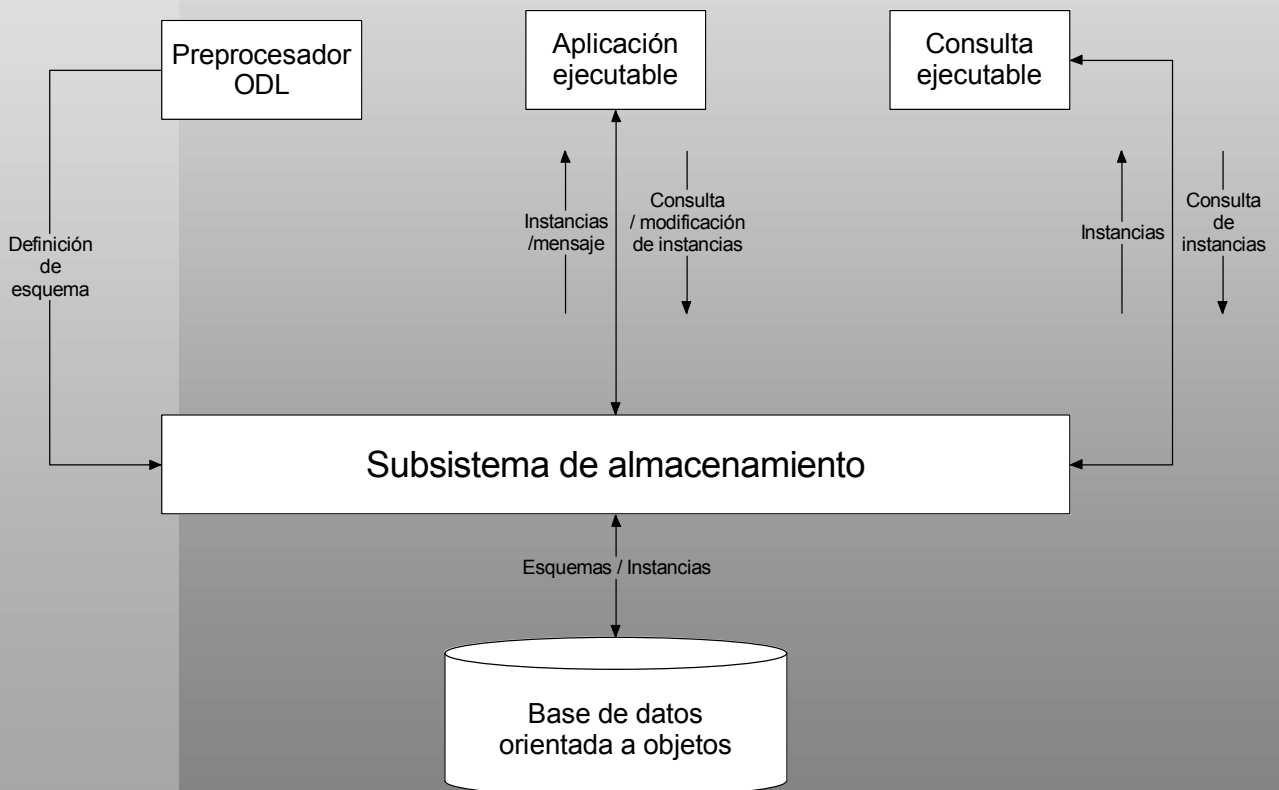 Preprocesador
ODL
Aplicación
ejecutable
Consulta
ejecutable
Definición
de
esquema
Instancias
/mensaje
Consulta
/ modificación
de instancias
Instancias
Consulta
de
instancias
Subsistema de almacenamiento
Esquemas / Instancias
Base de datos
orientada a objetos